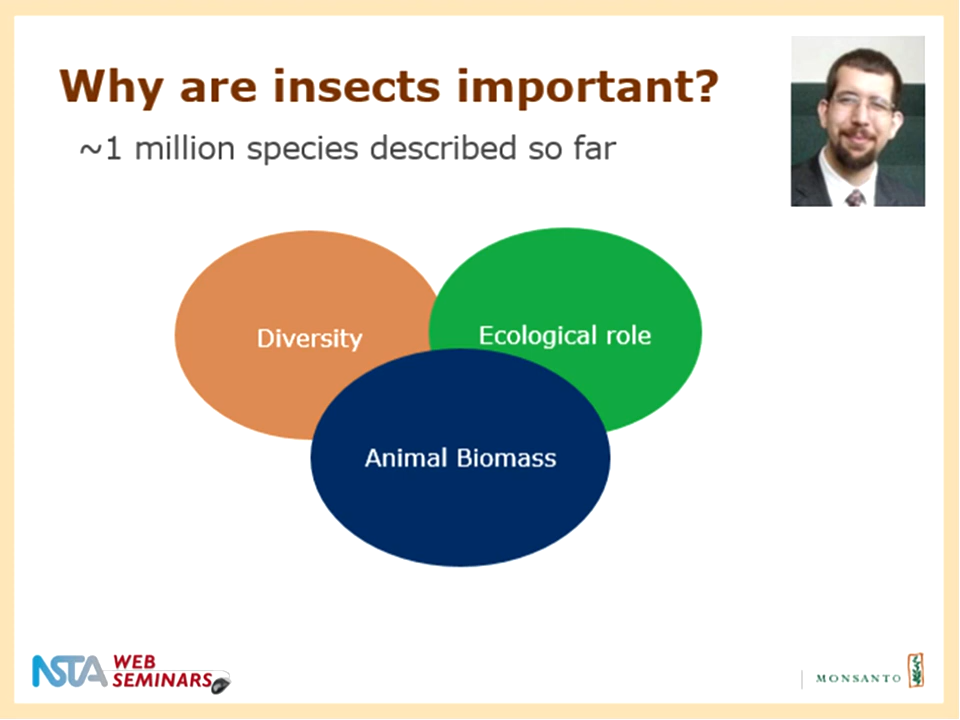 Why are insects important?
~1 million species described so far
Diversity
Ecological role
Animal Biomass
NSTA WEB
SEMINARS
MONSANTO